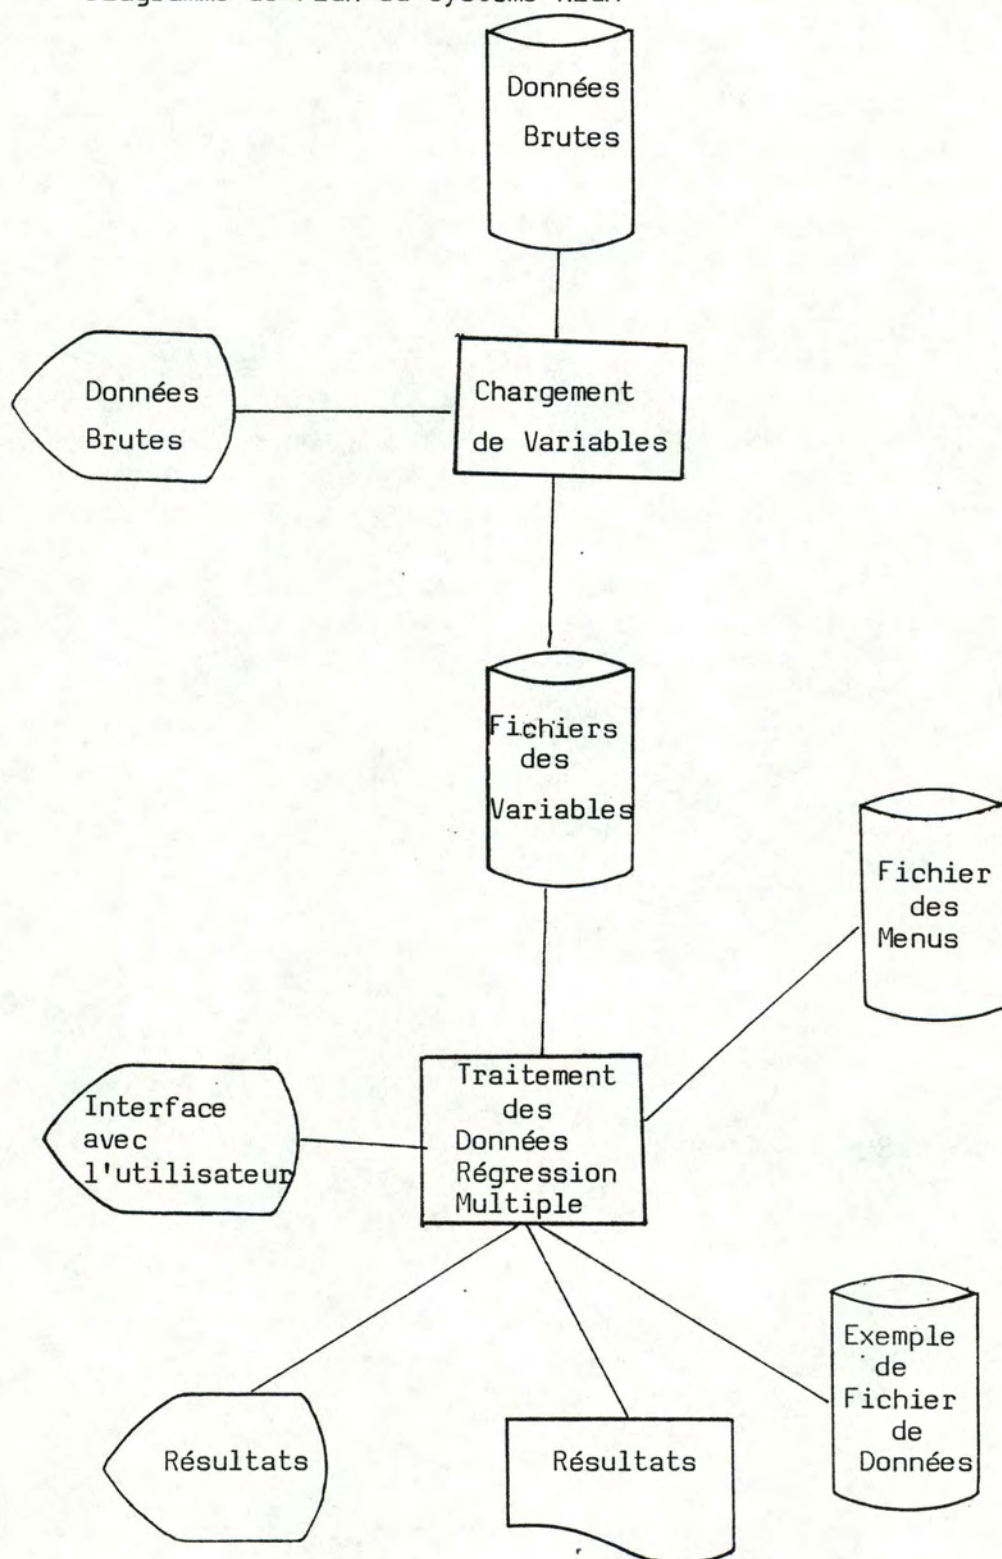 Données
Brutes
Données
Brutes
Chargement
de Variables
Fichiers
des
Variables
Fichier
des
Menus
Interface
avec
l'utilisateur
Traitement
des
Données
Régression
Multiple
Résultats
Résultats
Exemple
de
Fichier
de
Données